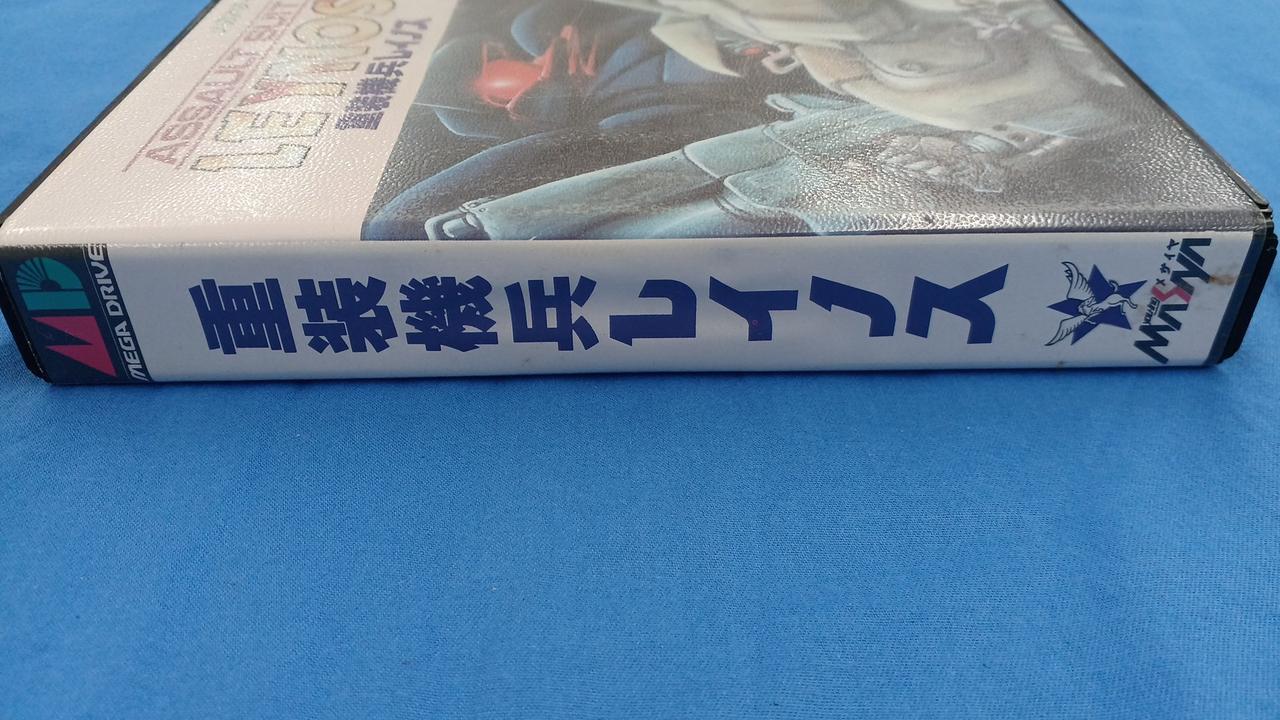 ASSAULT SUIT
LEYNOS
重装機兵レイノス
MD
MEGA DRIVE
重装機兵レイノス
メサイヤ
MASAYA